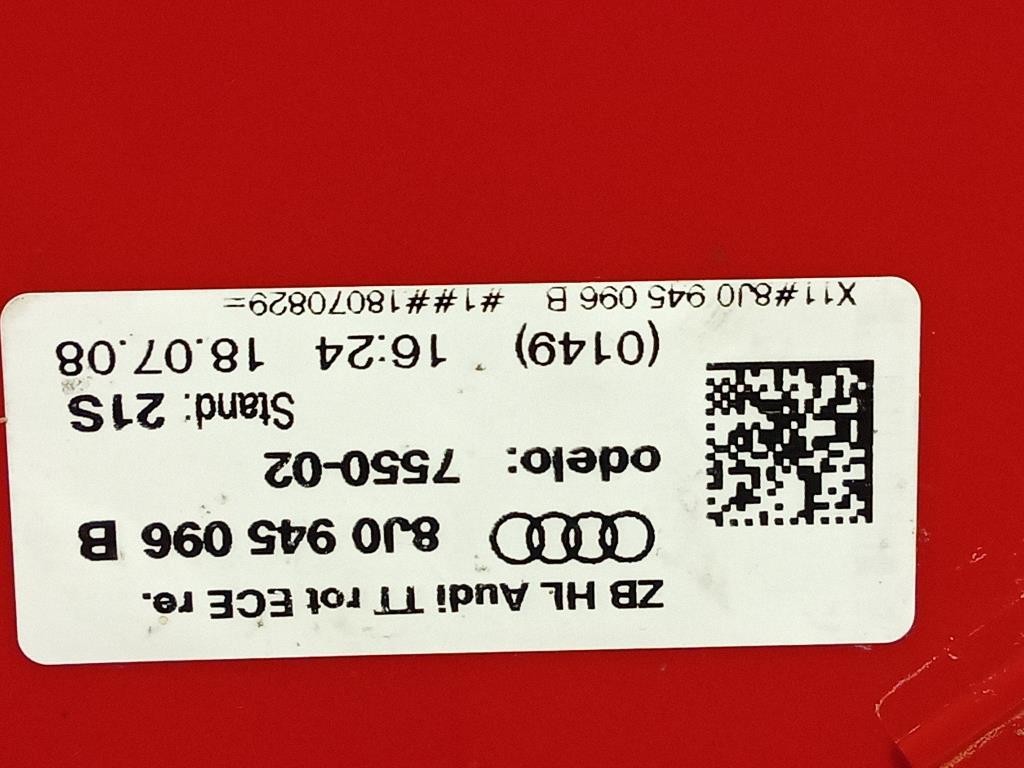 ZB HL Audi TT rot ECE re.
8J0 945 096 B
odelo: 7550-02
Stand: 21S
(0149) 16:24 18.07.08
X11#8J0 945 096 B #1##18070829=